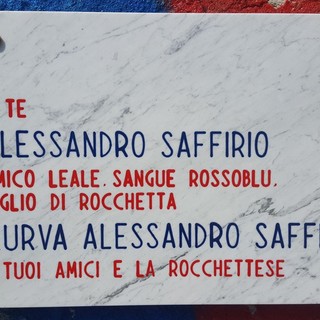 TE
LESSANDRO SAFFIRIO
MICO LEALE, SANGUE ROSSOBLU,
GLIO DI ROCCHETTA
URVA ALESSANDRO SAFF
TUOI AMICI E LA ROCCHETTESE